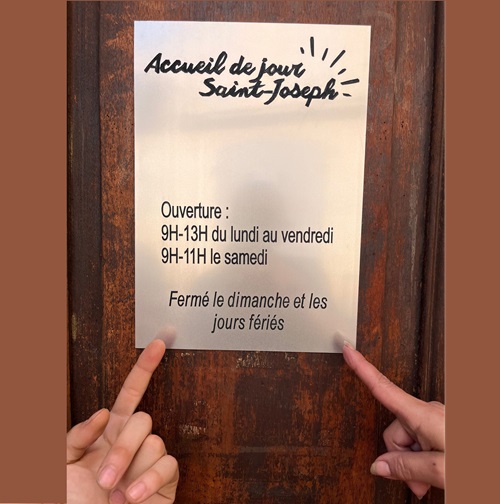 Accueil de jour
Saint-Joseph
Ouverture :
9H-13H du lundi au vendredi
9H-11H le samedi
Fermé le dimanche et les
jours fériés